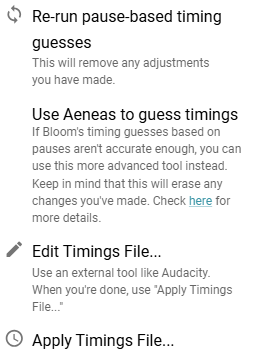 Re-run pause-based timing
guesses
This will remove any adjustments
you have made.
Use Aeneas to guess timings
If Bloom's timing guesses based on
pauses aren't accurate enough, you can
use this more advanced tool instead.
Keep in mind that this will erase any
changes you've made. Check here for
more details.
Edit Timings File...
Use an external tool like Audacity.
When you're done, use "Apply Timings
File..."
Apply Timings File...